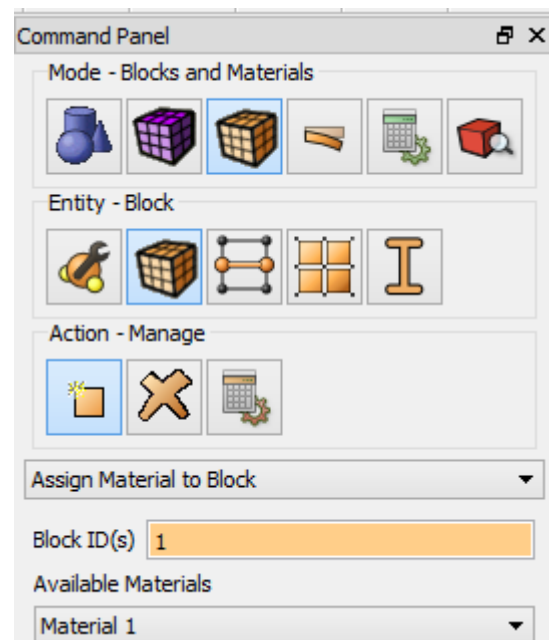 Command Panel
Mode - Blocks and Materials
Entity - Block
Action - Manage
Assign Material to Block
Block ID(s) 1
Available Materials
Material 1